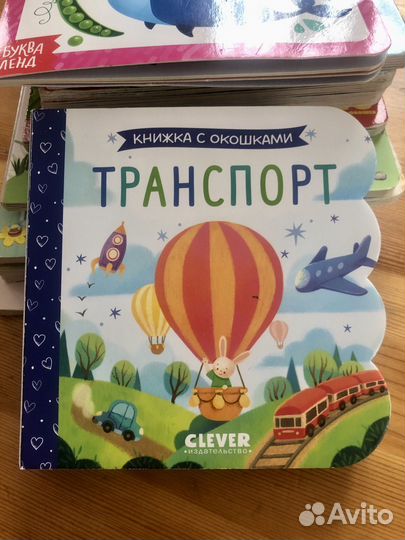 БУКВА
ЛЕНД
КНИЖКА С ОКОШКАМИ
ТРАНСПОРТ
CLEVER
ИЗДАТЕЛЬСТВО
Avito